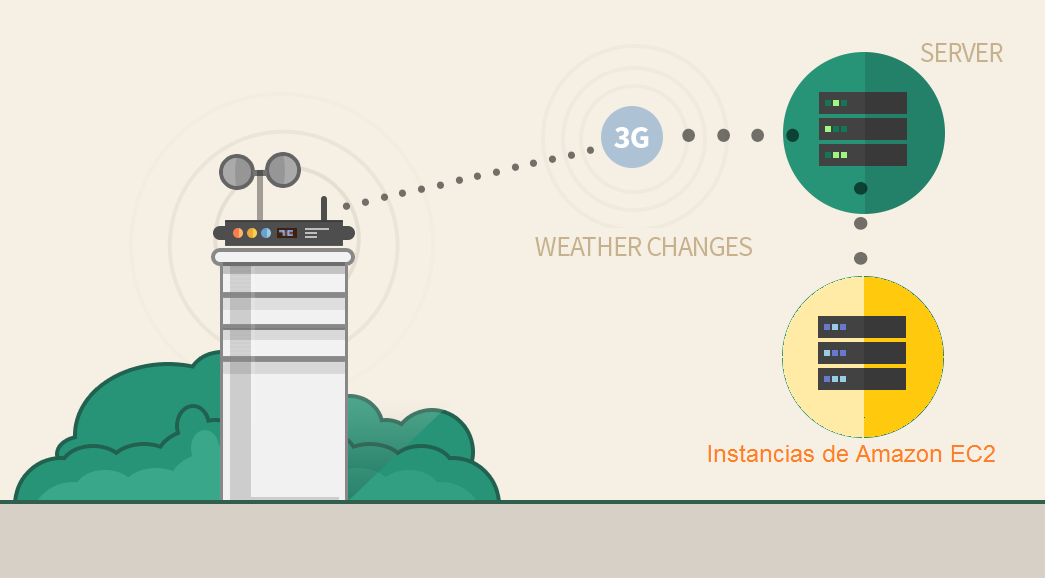 SERVER
3G
WEATHER CHANGES
Instancias de Amazon EC2